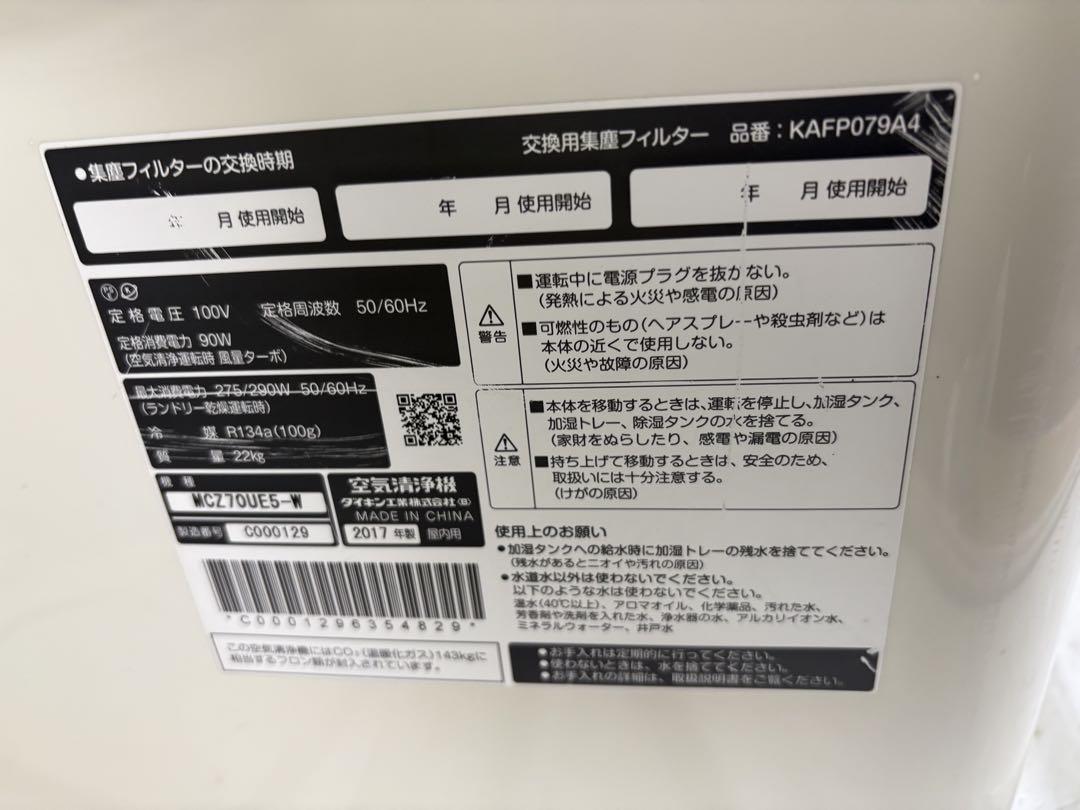 ●集塵フィルターの交換時期
交換用集塵フィルター 品番：KAFP079A4
年 月 使用開始
年 月 使用開始
年 月 使用開始
定格電圧 100V 定格周波数 50/60Hz
定格消費電力 90W
(空気清浄運転時 風量ターボ)
最大消費電力 275/290W 50/60Hz
(ランドリー乾燥運転時)
冷媒 R134a(100g)
質量 22kg
機種
MCZ70UE5-W
製造番号 C000129
空気清浄機
ダイキン工業株式会社
MADE IN CHINA
2017 年製 屋内用
*C0001296354829*
この空気清浄機にはCO₂(温暖化ガス)143kgに
相当するフロン類が封入されています。
警告
■運転中に電源プラグを抜かない。
(発熱による火災や感電の原因)
■可燃性のもの(ヘアスプレーや殺虫剤など)は
本体の近くで使用しない。
(火災や故障の原因)
注意
■本体を移動するときは、運転を停止し、加湿タンク、
加湿トレー、除湿タンクの水を捨てる。
(家財をぬらしたり、感電や漏電の原因)
■持ち上げて移動するときは、安全のため、
取扱いには十分注意する。
(けがの原因)
使用上のお願い
●加湿タンクへの給水時に加湿トレーの残水を捨ててください。
(残水があるとニオイや汚れの原因)
●水道水以外は使わないでください。
以下のような水は使わないでください。
温水(40℃以上)、アロマオイル、化学薬品、汚れた水、
芳香剤や洗剤を入れた水、浄水器の水、アルカリイオン水、
ミネラルウォーター、井戸水
●お手入れは定期的に行ってください。
●使わないときは、水を捨ててください。
●お手入れの詳細は、取扱説明書をご覧ください。